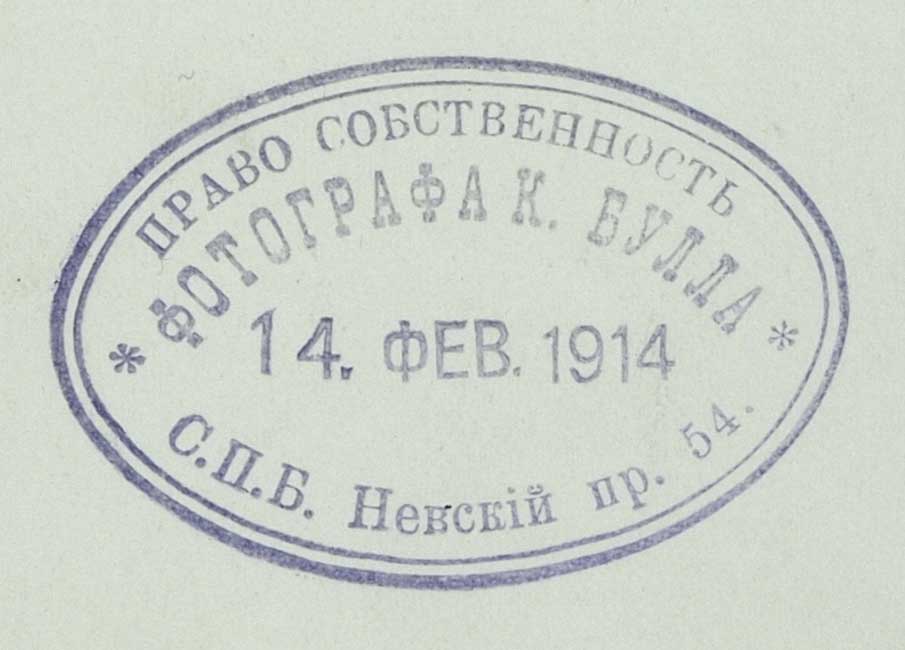 ПРАВО СОБСТВЕННОСТЬ
ФОТОГРАФА К. БУЛЛА
* 14. ФЕВ. 1914 *
С.П.Б. Невскій пр. 54.